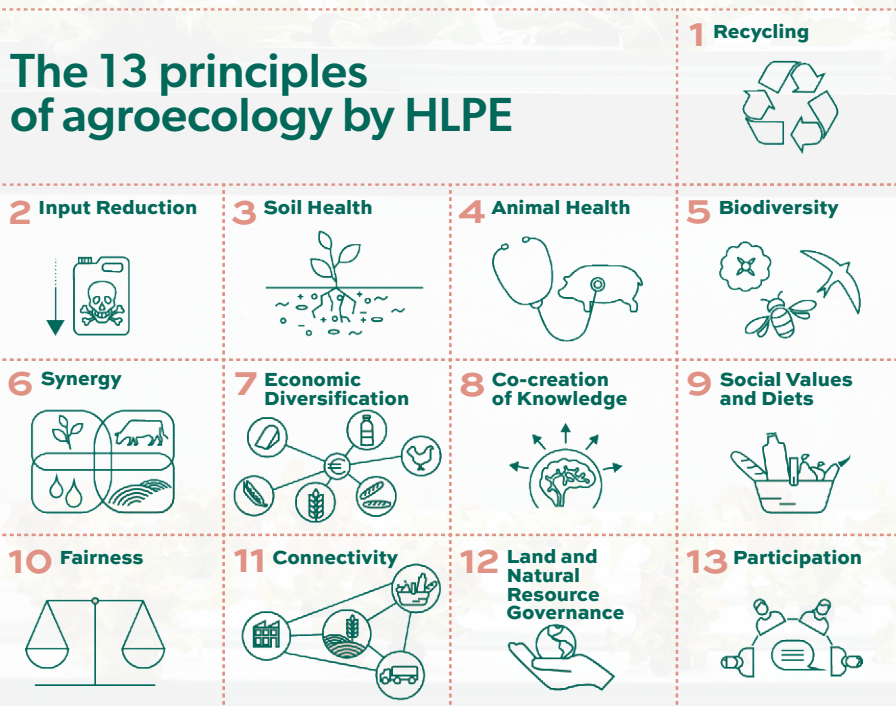 The 13 principles
of agroecology by HLPE
1 Recycling
2 Input Reduction
3 Soil Health
4 Animal Health
5 Biodiversity
6 Synergy
7 Economic
Diversification
€
8 Co-creation
of Knowledge
9 Social Values
and Diets
10 Fairness
11 Connectivity
12 Land and
Natural
Resource
Governance
13 Participation